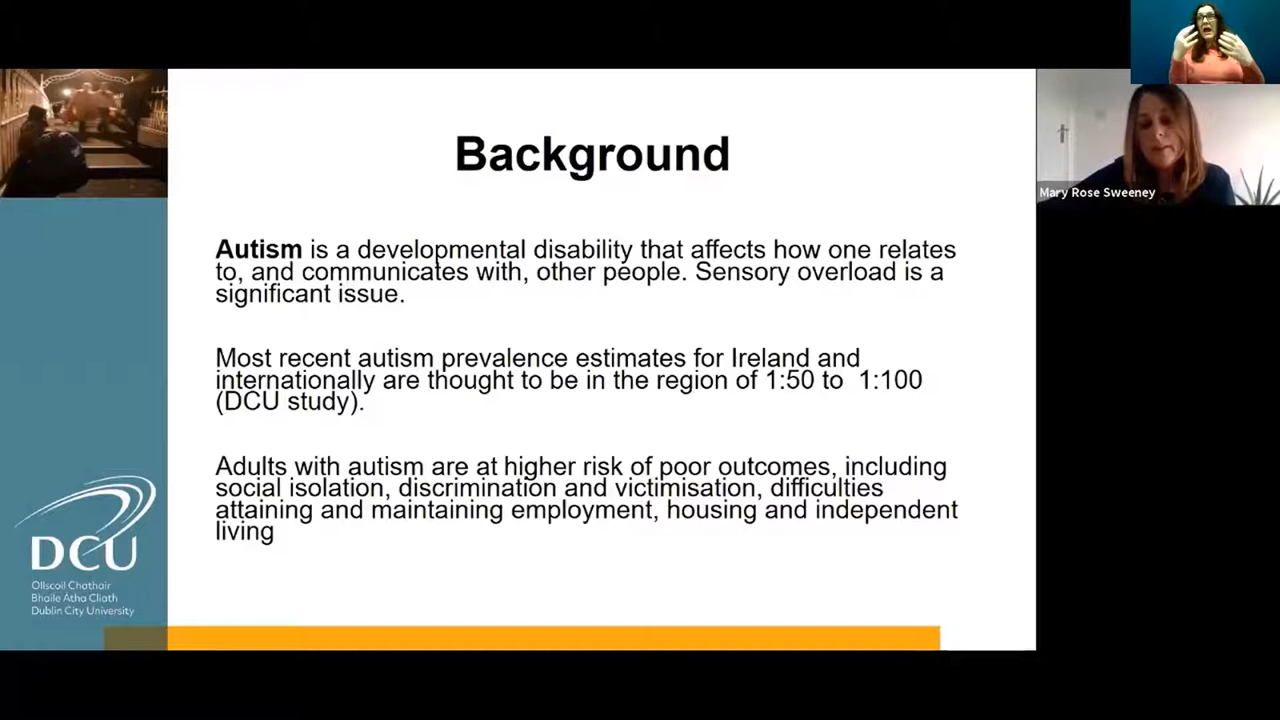 Background
Autism is a developmental disability that affects how one relates
to, and communicates with, other people. Sensory overload is a
significant issue.
Most recent autism prevalence estimates for Ireland and
internationally are thought to be in the region of 1:50 to 1:100
(DCU study).
Adults with autism are at higher risk of poor outcomes, including
social isolation, discrimination and victimisation, difficulties
attaining and maintaining employment, housing and independent
living
DCU
Ollscoil Chathair
Bhaile Átha Cliath
Dublin City University
Mary Rose Sweeney